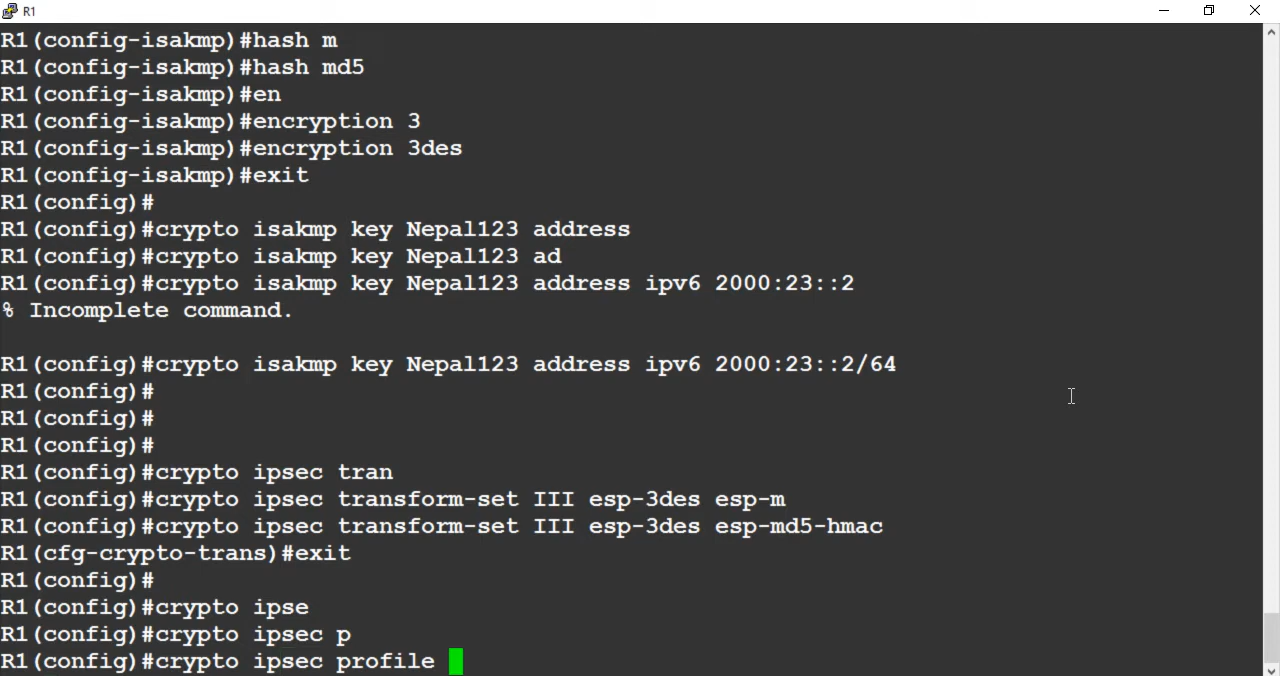 R1
R1(config-isakmp)#hash m
R1(config-isakmp)#hash md5
R1(config-isakmp)#en
R1(config-isakmp)#encryption 3
R1(config-isakmp)#encryption 3des
R1(config-isakmp)#exit
R1(config)#
R1(config)#crypto isakmp key Nepal123 address
R1(config)#crypto isakmp key Nepal123 ad
R1(config)#crypto isakmp key Nepal123 address ipv6 2000:23::2
% Incomplete command.
R1(config)#crypto isakmp key Nepal123 address ipv6 2000:23::2/64
R1(config)#
R1(config)#
R1(config)#
R1(config)#crypto ipsec tran
R1(config)#crypto ipsec transform-set III esp-3des esp-m
R1(config)#crypto ipsec transform-set III esp-3des esp-md5-hmac
R1(cfg-crypto-trans)#exit
R1(config)#
R1(config)#crypto ipse
R1(config)#crypto ipsec p
R1(config)#crypto ipsec profile